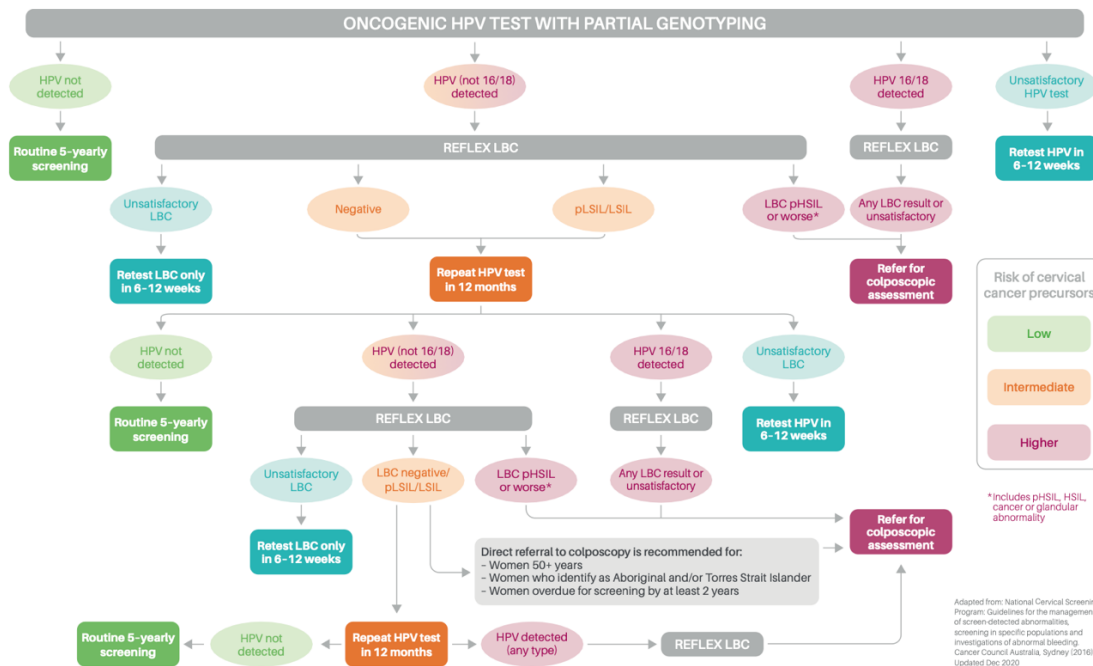 ONCOGENIC HPV TEST WITH PARTIAL GENOTYPING
HPV not
detected
HPV (not 16/18)
detected
HPV 16/18
detected
Unsatisfactory
HPV test
Routine 5-yearly
screening
REFLEX LBC
REFLEX LBC
Retest HPV in
6–12 weeks
Unsatisfactory
LBC
Negative
pLSIL/LSIL
LBC pHSIL
or worse*
Any LBC result or
unsatisfactory
Retest LBC only
in 6–12 weeks
Repeat HPV test
in 12 months
Refer for
colposcopic
assessment
Risk of cervical
cancer precursors
Low
Intermediate
Higher
*Includes pHSIL, HSIL,
cancer or glandular
abnormality
HPV not
detected
HPV (not 16/18)
detected
HPV 16/18
detected
Unsatisfactory
LBC
Routine 5-yearly
screening
REFLEX LBC
REFLEX LBC
Retest HPV in
6–12 weeks
Unsatisfactory
LBC
LBC negative/
pLSIL/LSIL
LBC pHSIL
or worse*
Any LBC result or
unsatisfactory
Retest LBC only
in 6–12 weeks
Direct referral to colposcopy is recommended for:
– Women 50+ years
– Women who identify as Aboriginal and/or Torres Strait Islander
– Women overdue for screening by at least 2 years
Refer for
colposcopic
assessment
Routine 5-yearly
screening
HPV not
detected
Repeat HPV test
in 12 months
HPV detected
(any type)
REFLEX LBC
Adapted from: National Cervical Screenin
Program: Guidelines for the managemen
of screen-detected abnormalities,
screening in specific populations and
investigations of abnormal bleeding.
Cancer Council Australia, Sydney (2016)
Updated Dec 2020